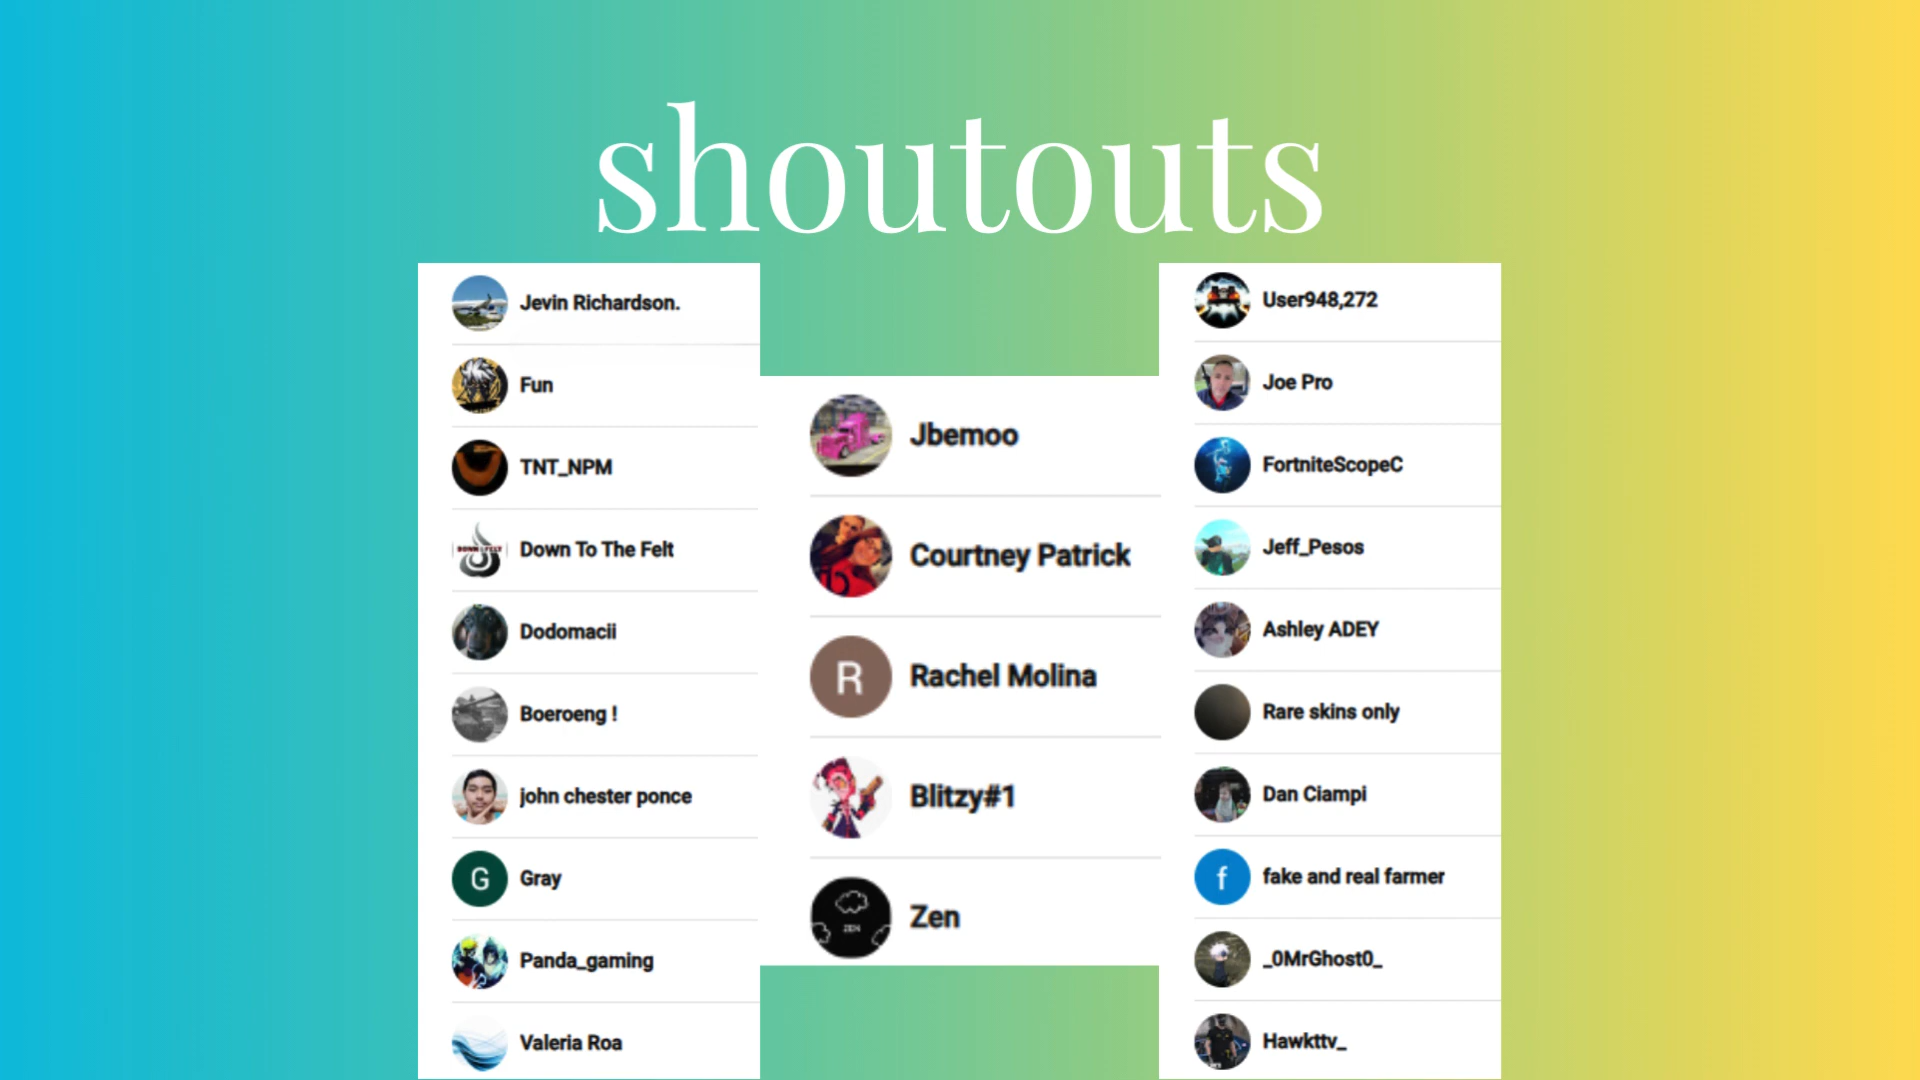 shoutouts
Jevin Richardson.
Fun
TNT_NPM
Down To The Felt
Dodomacii
Boeroeng !
john chester ponce
G
Gray
Panda_gaming
Valeria Roa
Jbemoo
Courtney Patrick
R
Rachel Molina
Blitzy#1
ZEN
Zen
User948,272
Joe Pro
FortniteScopeC
Jeff_Pesos
Ashley ADEY
Rare skins only
Dan Ciampi
f
fake and real farmer
_0MrGhost0_
Hawkttv_